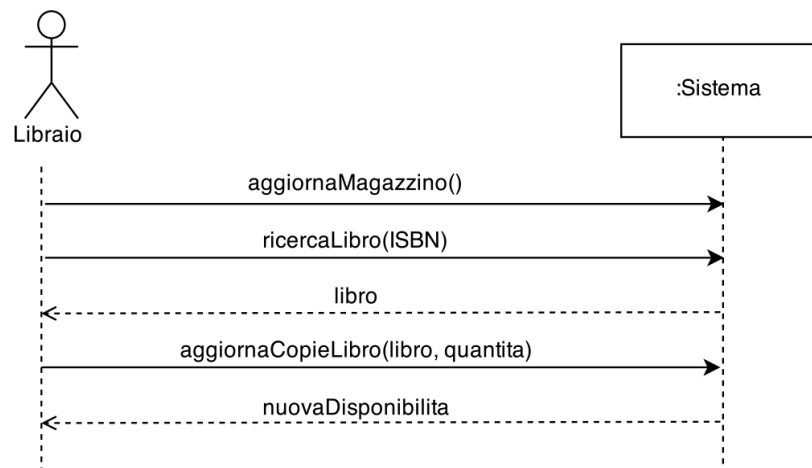 :Sistema
Libraio
aggiornaMagazzino()
ricercaLibro(ISBN)
libro
aggiornaCopieLibro(libro, quantita)
nuovaDisponibilita